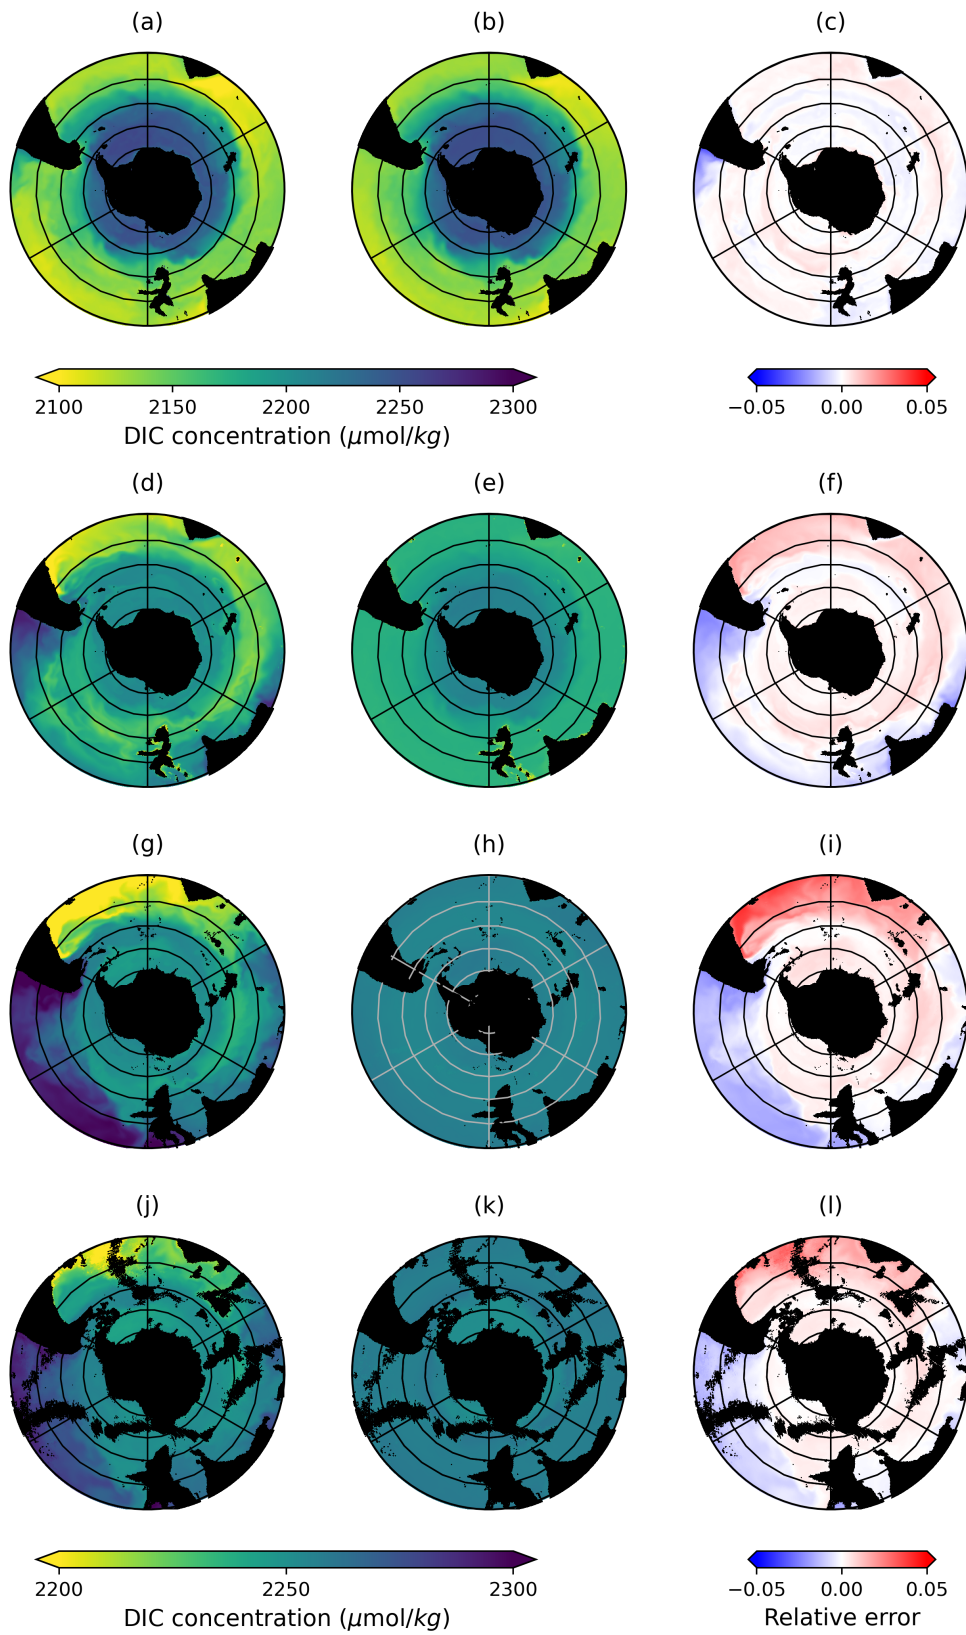 (a) (b) (c)
2100 2150 2200 2250 2300 −0.05 0.00 0.05
DIC concentration (μmol/kg)
(d) (e) (f)
(g) (h) (i)
(j) (k) (l)
2200 2250 2300 −0.05 0.00 0.05
DIC concentration (μmol/kg) Relative error